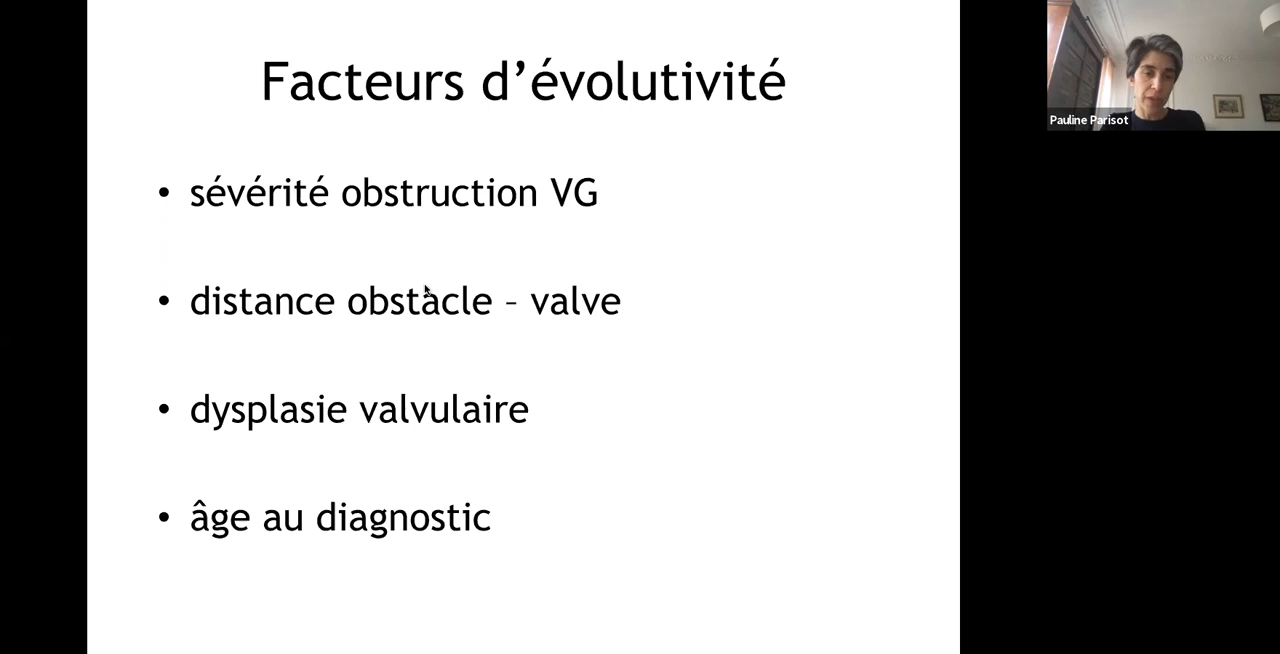 Facteurs d’évolutivité
• sévérité obstruction VG
• distance obstacle – valve
• dysplasie valvulaire
• âge au diagnostic
Pauline Parisot